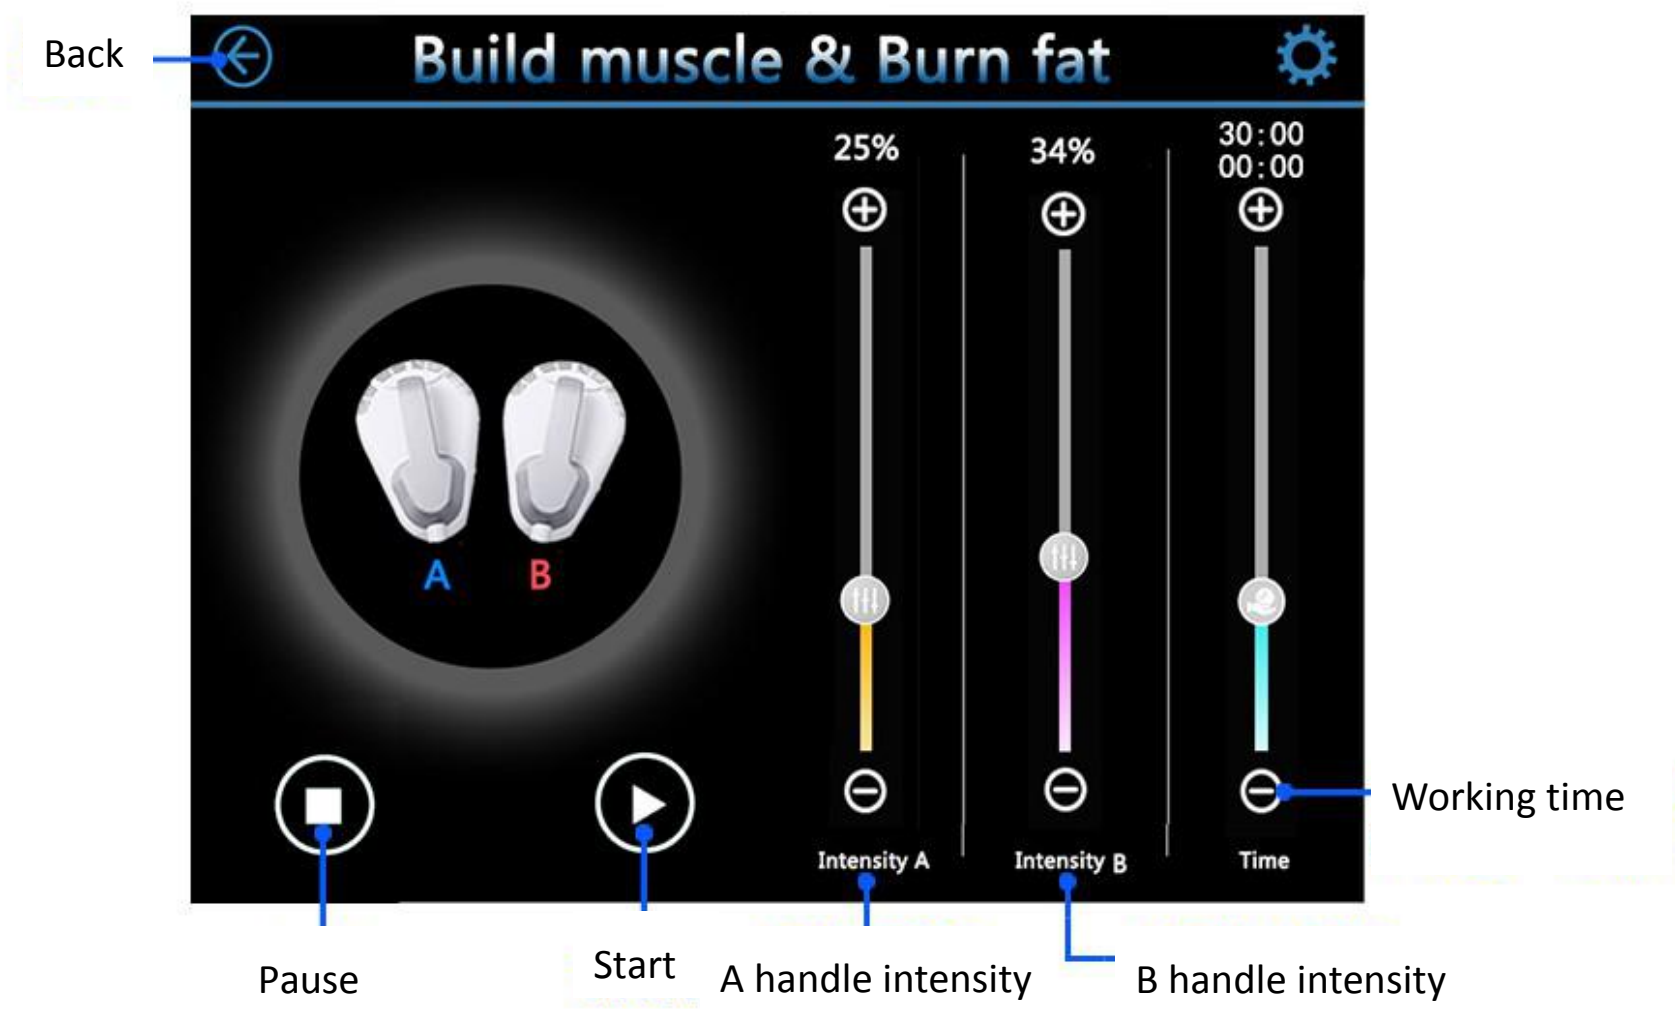 Back
Build muscle & Burn fat
25%
34%
30:00
00:00
A
B
Working time
Intensity A
Intensity B
Time
Pause
Start
A handle intensity
B handle intensity